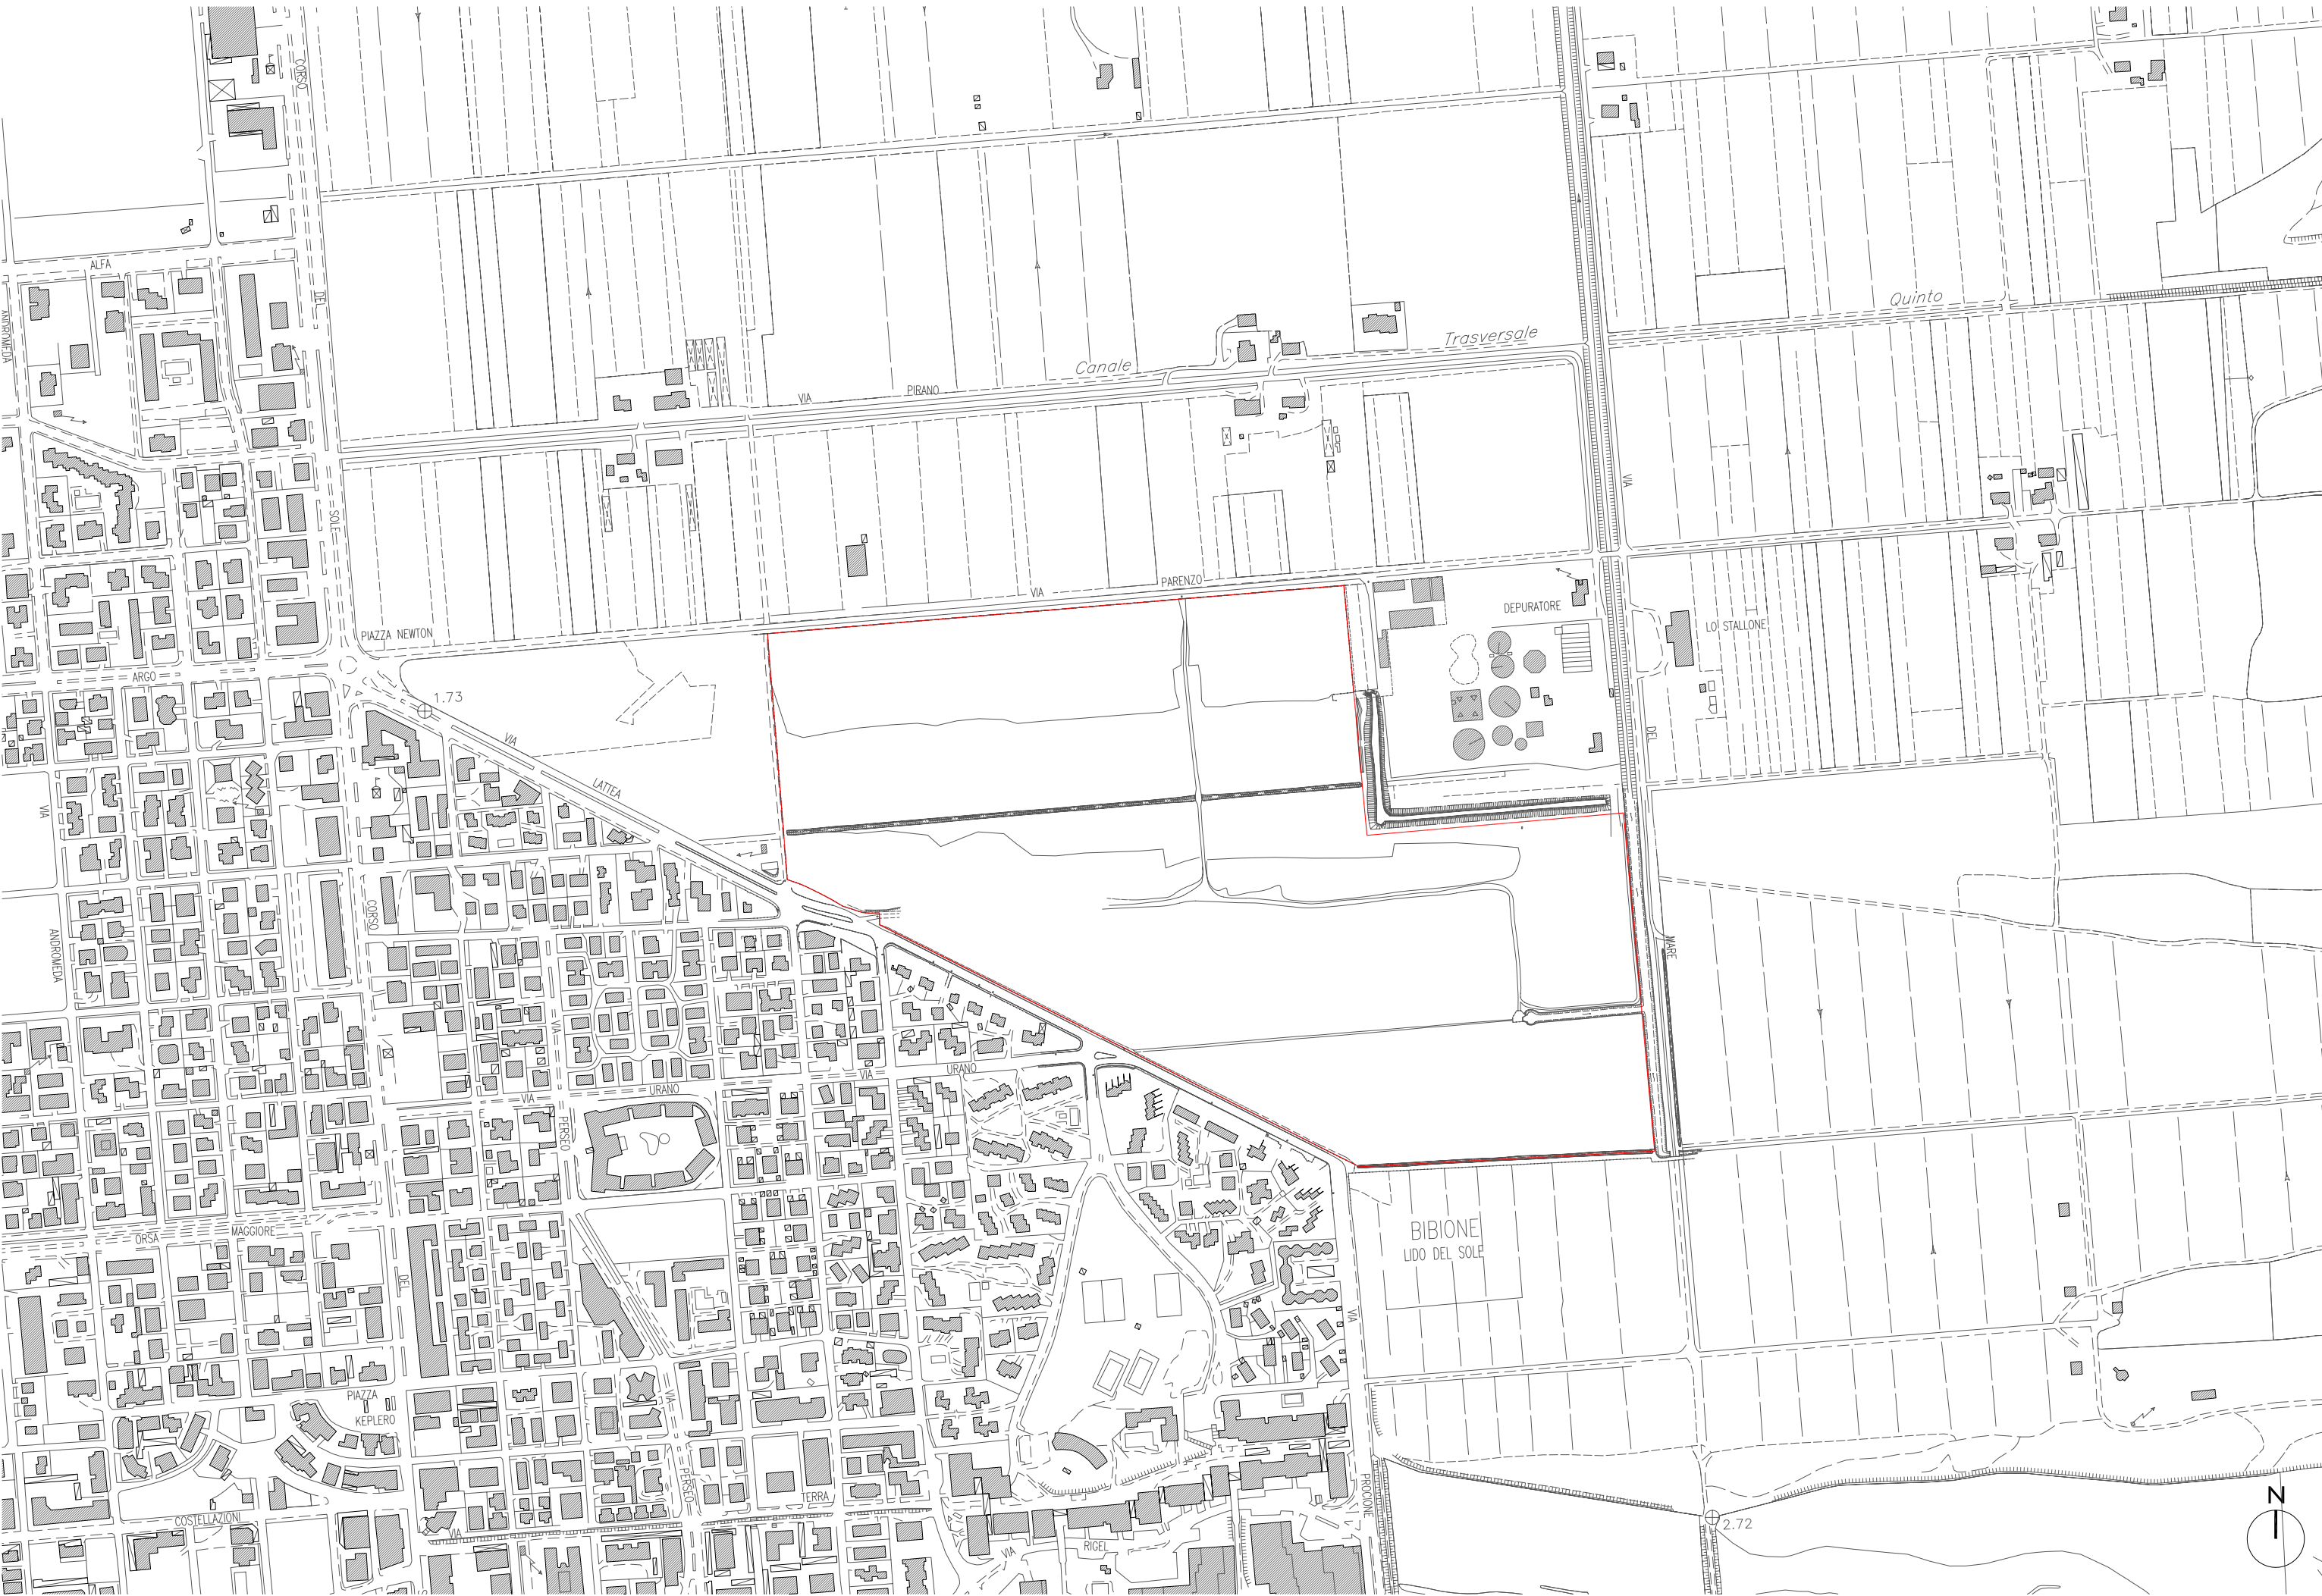 CORSO
ALFA
DEL
ANDROMEDA
Quinto
Trasversale
Canale
VIA
PIRANO
VIA
SOLE
VIA
PARENZO
DEPURATORE
LO STALLONE
PIAZZA NEWTON
ARGO
1.73
VIA
DEL
LATTEA
VIA
CORSO
ANDROMEDA
MARE
VIA
URANO
VIA
URANO
VIA
PERSEO
MAGGIORE
ORSA
BIBIONE
LIDO DEL SOLE
DEL
VIA
PIAZZA
KEPLERO
VIA
PERSEO
TERRA
PROCIONE
COSTELLAZIONI
VIA
RIGEL
VIA
2.72
N